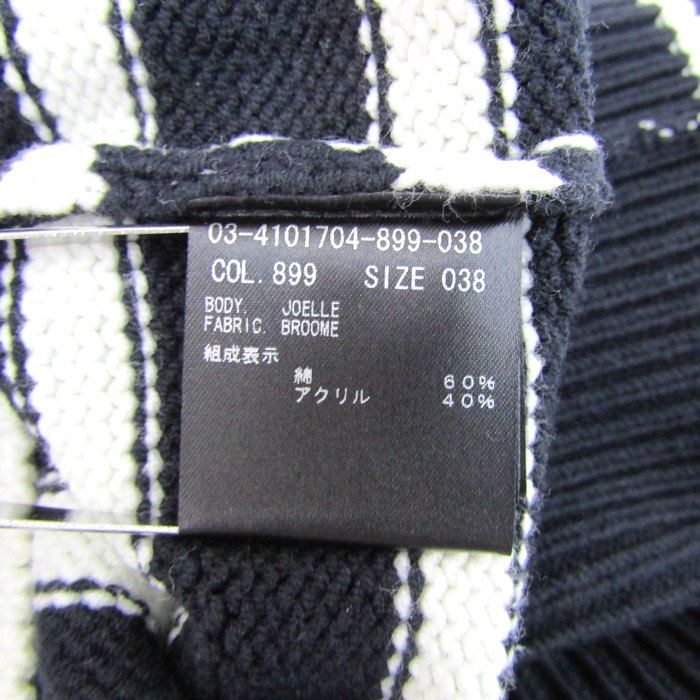 03-4101704-899-038
COL. 899 SIZE 038
BODY. JOELLE
FABRIC. BROOME
組成表示
綿 60%
アクリル 40%